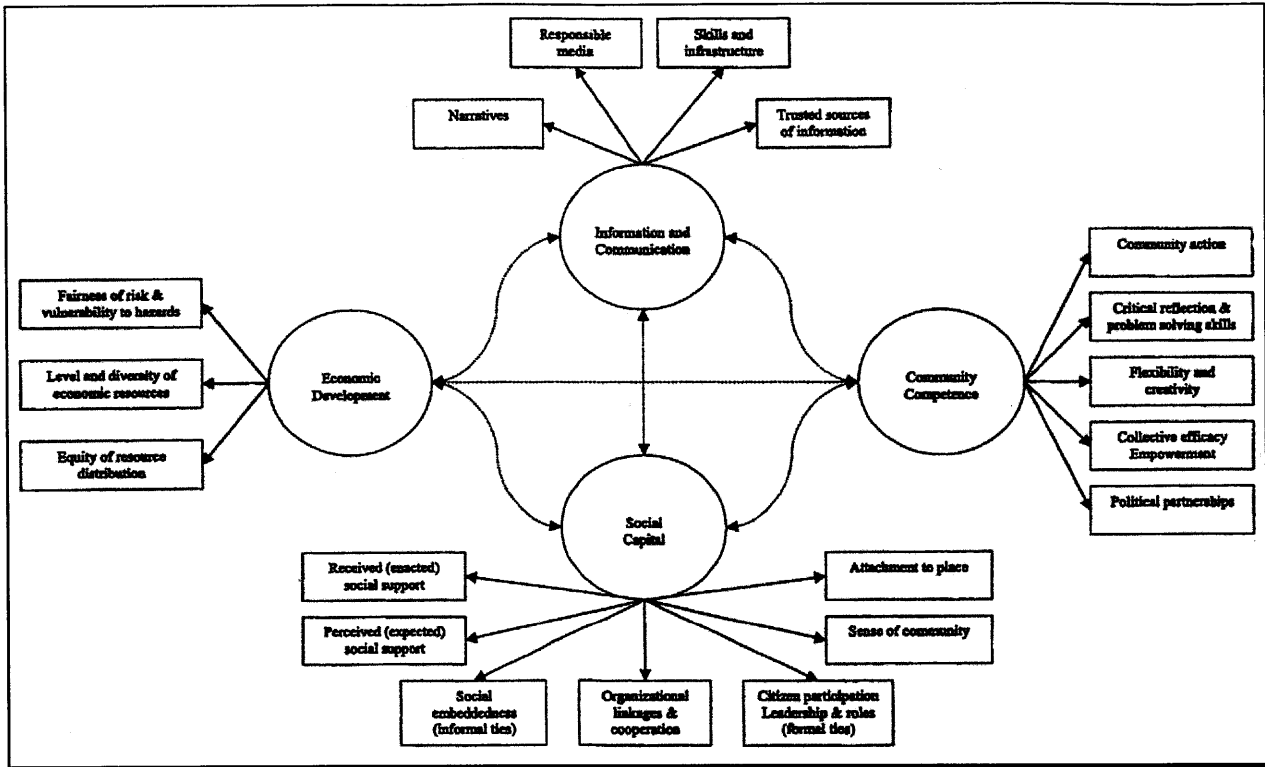 Responsible
media
Skills and
infrastructure
Narratives
Trusted sources
of information
Information and
Communication
Community action
Fairness of risk &
vulnerability to hazards
Critical reflection &
problem solving skills
Level and diversity of
economic resources
Economic
Development
Community
Competence
Flexibility and
creativity
Equity of resource
distribution
Collective efficacy
Empowerment
Political partnerships
Social
Capital
Received (enacted)
social support
Attachment to place
Perceived (expected)
social support
Sense of community
Social
embeddedness
(informal ties)
Organizational
linkages &
cooperation
Citizen participation
Leadership & roles
(formal ties)